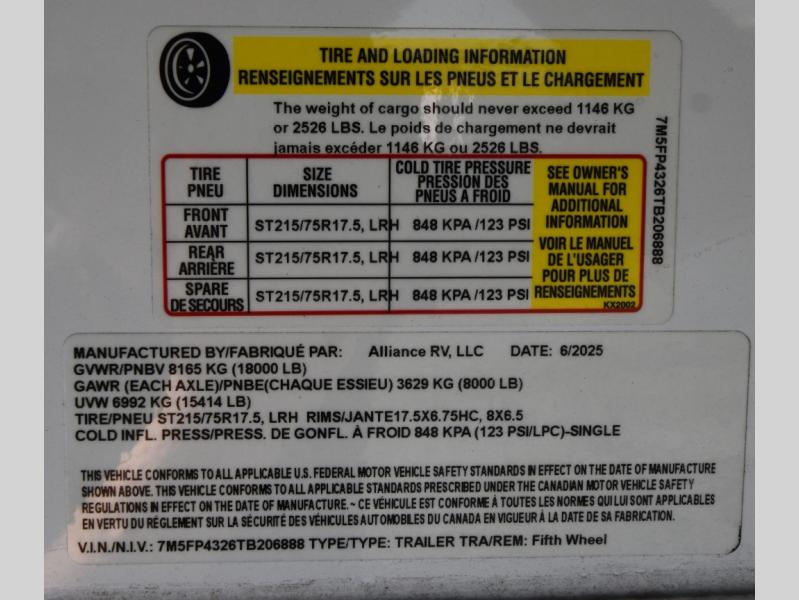 TIRE AND LOADING INFORMATION
RENSEIGNEMENTS SUR LES PNEUS ET LE CHARGEMENT
The weight of cargo should never exceed 1146 KG
or 2526 LBS. Le poids de chargement ne devrait
jamais excéder 1146 KG ou 2526 LBS.
TIRE PNEU
SIZE DIMENSIONS
COLD TIRE PRESSURE
PRESSION DES
PNEUS A FROID
FRONT AVANT
ST215/75R17.5, LRH 848 KPA /123 PSI
REAR ARRIÈRE
ST215/75R17.5, LRH 848 KPA /123 PSI
SPARE DE SECOURS
ST215/75R17.5, LRH 848 KPA /123 PSI
SEE OWNER'S
MANUAL FOR
ADDITIONAL
INFORMATION
VOIR LE MANUEL
DE L'USAGER
POUR PLUS DE
RENSEIGNEMENTS
KX2002
7M5FP4326TB206888
MANUFACTURED BY/FABRIQUÉ PAR: Alliance RV, LLC DATE: 6/2025
GVWR/PNBV 8165 KG (18000 LB)
GAWR (EACH AXLE)/PNBE(CHAQUE ESSIEU) 3629 KG (8000 LB)
UVW 6992 KG (15414 LB)
TIRE/PNEU ST215/75R17.5, LRH RIMS/JANTE17.5X6.75HC, 8X6.5
COLD INFL. PRESS/PRESS. DE GONFL. À FROID 848 KPA (123 PSI/LPC)-SINGLE
THIS VEHICLE CONFORMS TO ALL APPLICABLE U.S. FEDERAL MOTOR VEHICLE SAFETY STANDARDS IN EFFECT ON THE DATE OF MANUFACTURE
SHOWN ABOVE. THIS VEHICLE CONFORMS TO ALL APPLICABLE STANDARDS PRESCRIBED UNDER THE CANADIAN MOTOR VEHICLE SAFETY
REGULATIONS IN EFFECT ON THE DATE OF MANUFACTURE. ~ CE VÉHICULE EST CONFORME À TOUTES LES NORMES QUI LUI SONT APPLICABLES
EN VERTU DU RÉGLEMENT SUR LA SÉCURITÉ DES VÉHICULES AUTOMOBILES DU CANADA EN VIGUEUR À LA DATE DE SA FABRICATION.
V.I.N./N.I.V.: 7M5FP4326TB206888 TYPE/TYPE: TRAILER TRA/REM: Fifth Wheel